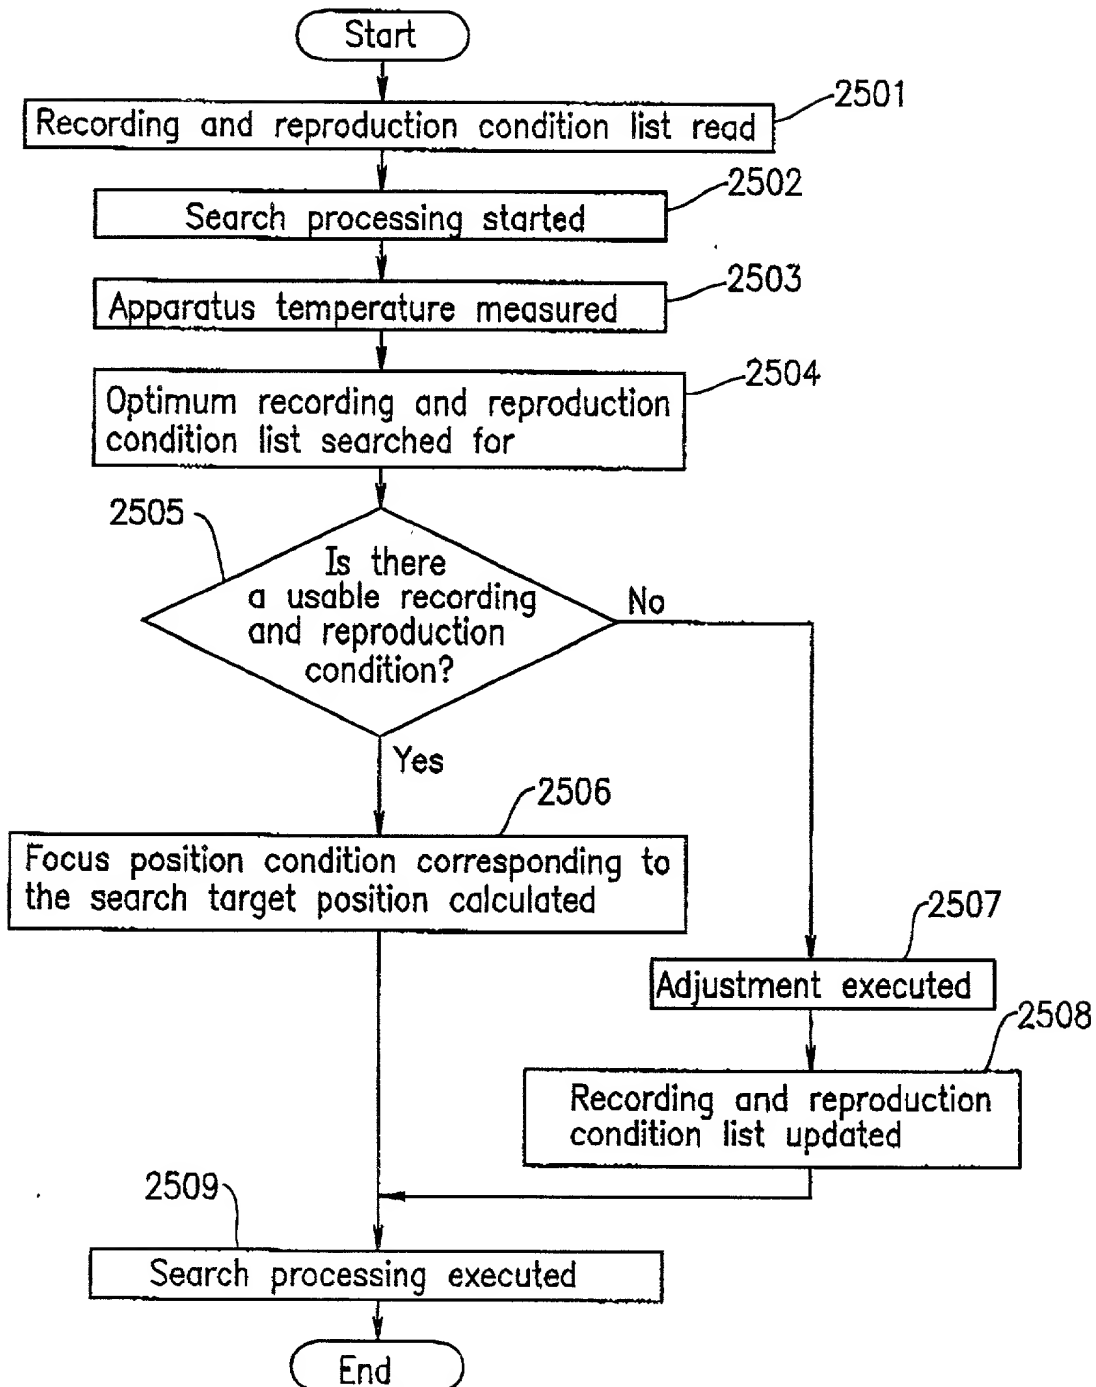 Start
2501
Recording and reproduction condition list read
2502
Search processing started
2503
Apparatus temperature measured
2504
Optimum recording and reproduction
condition list searched for
2505
Is there
a usable recording
and reproduction
condition?
No
Yes
2506
Focus position condition corresponding to
the search target position calculated
2507
Adjustment executed
2508
Recording and reproduction
condition list updated
2509
Search processing executed
End